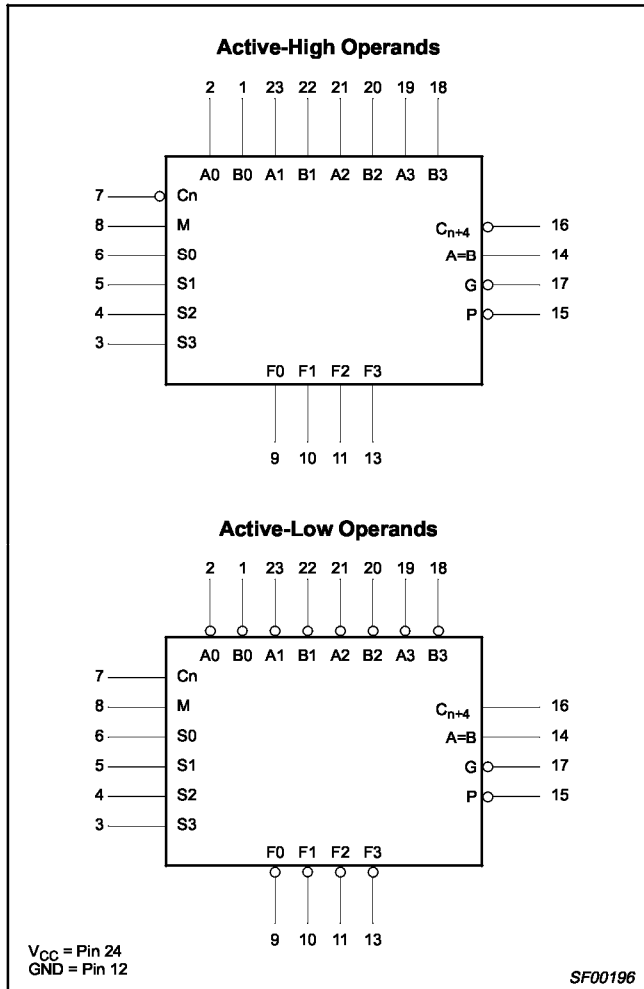 Active-High Operands
2 1 23 22 21 20 19 18
A0 B0 A1 B1 A2 B2 A3 B3
7 Cn
8 M Cn+4 16
6 S0 A=B 14
5 S1 G 17
4 S2 P 15
3 S3
F0 F1 F2 F3
9 10 11 13
Active-Low Operands
2 1 23 22 21 20 19 18
A0 B0 A1 B1 A2 B2 A3 B3
7 Cn
8 M Cn+4 16
6 S0 A=B 14
5 S1 G 17
4 S2 P 15
3 S3
F0 F1 F2 F3
9 10 11 13
VCC = Pin 24
GND = Pin 12
SF00196